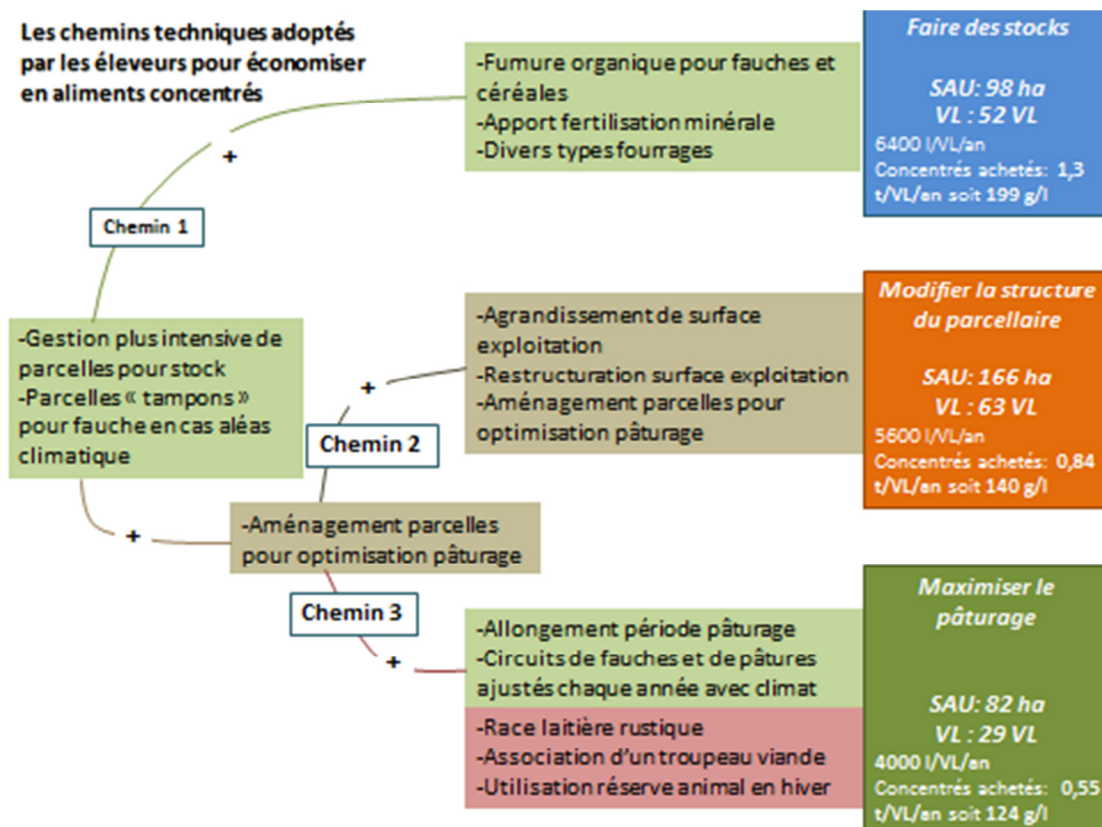 Les chemins techniques adoptés
par les éleveurs pour économiser
en aliments concentrés
+
Chemin 1
-Fumure organique pour fauches et
céréales
-Apport fertilisation minérale
-Divers types fourrages
Faire des stocks
SAU: 98 ha
VL : 52 VL
6400 l/VL/an
Concentrés achetés: 1,3
t/VL/an soit 199 g/l
-Gestion plus intensive de
parcelles pour stock
-Parcelles « tampons »
pour fauche en cas aléas
climatique
+
-Aménagement parcelles
pour optimisation pâturage
Chemin 2
+
-Agrandissement de surface
exploitation
-Restructuration surface exploitation
-Aménagement parcelles pour
optimisation pâturage
Modifier la structure
du parcellaire
SAU: 166 ha
VL : 63 VL
5600 l/VL/an
Concentrés achetés: 0,84
t/VL/an soit 140 g/l
Chemin 3
+
-Allongement période pâturage
-Circuits de fauches et de pâtures
ajustés chaque année avec climat
-Race laitière rustique
-Association d'un troupeau viande
-Utilisation réserve animal en hiver
Maximiser le
pâturage
SAU: 82 ha
VL : 29 VL
4000 l/VL/an
Concentrés achetés: 0,55
t/VL/an soit 124 g/l